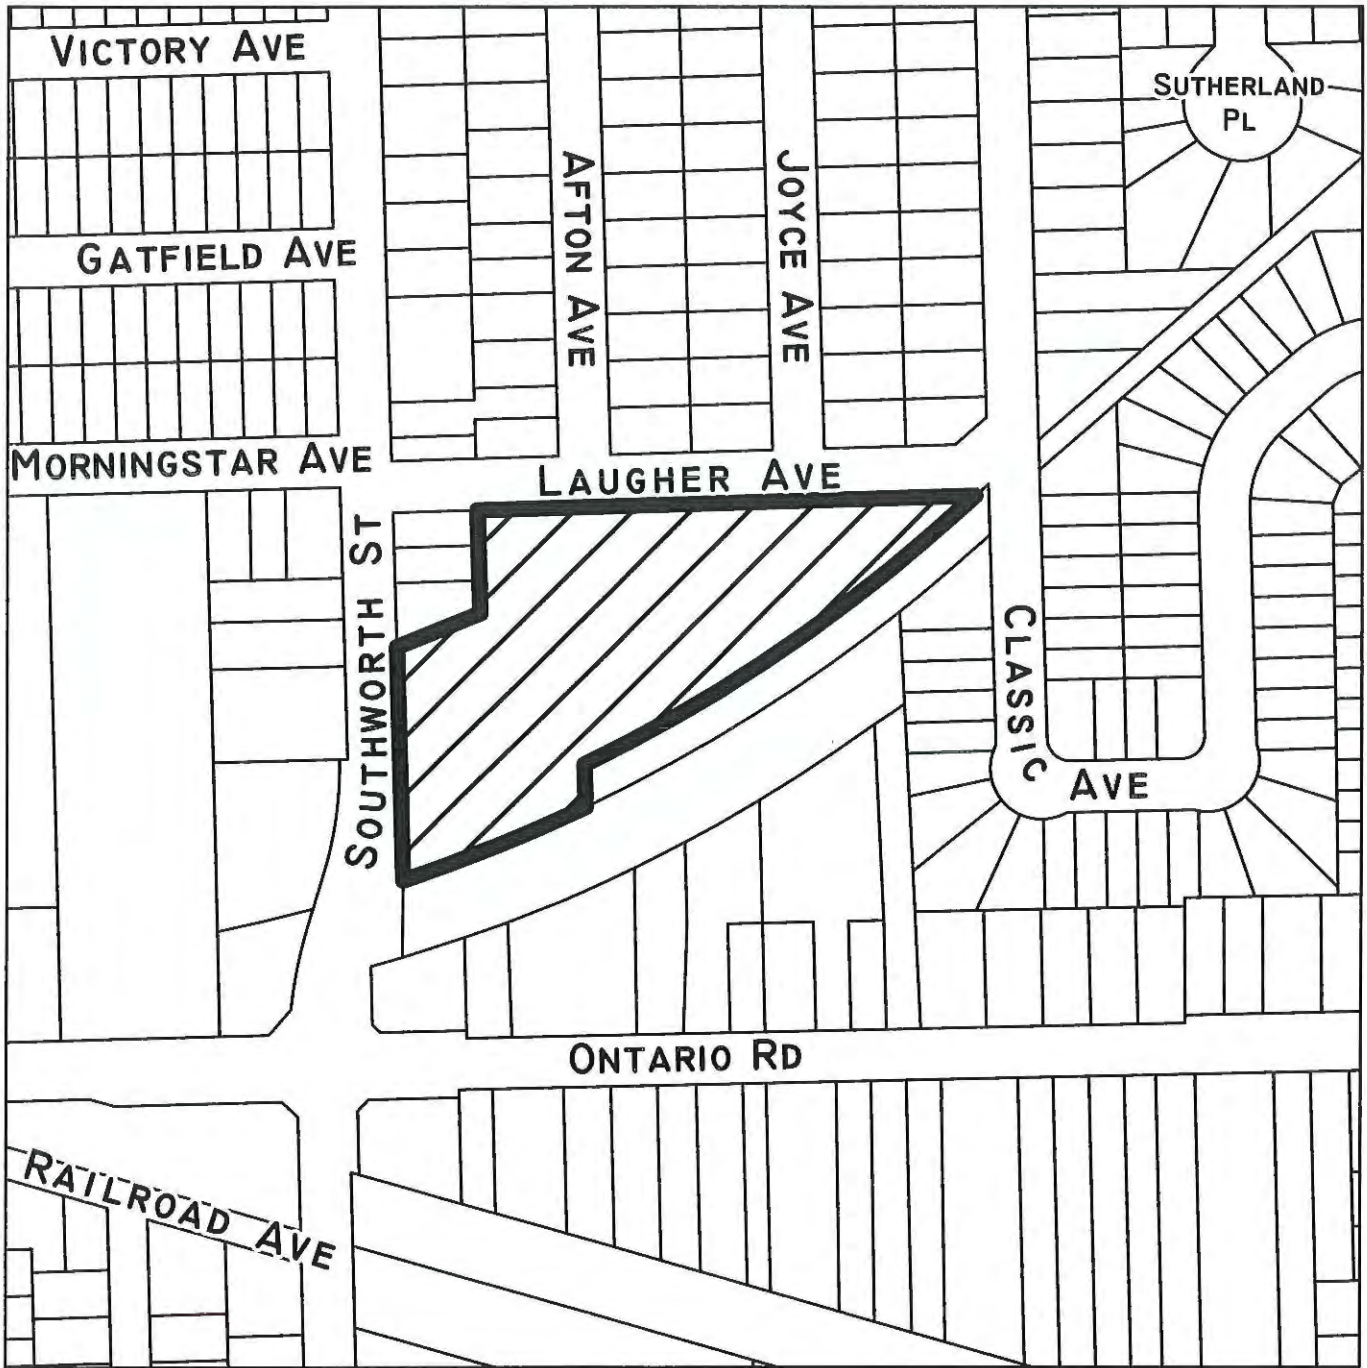 VICTORY AVE
SUTHERLAND
PL
GATFIELD AVE
AFTON AVE
JOYCE AVE
MORNINGSTAR AVE
LAUGHER AVE
SOUTHWORTH ST
CLASSIC AVE
ONTARIO RD
RAILROAD AVE